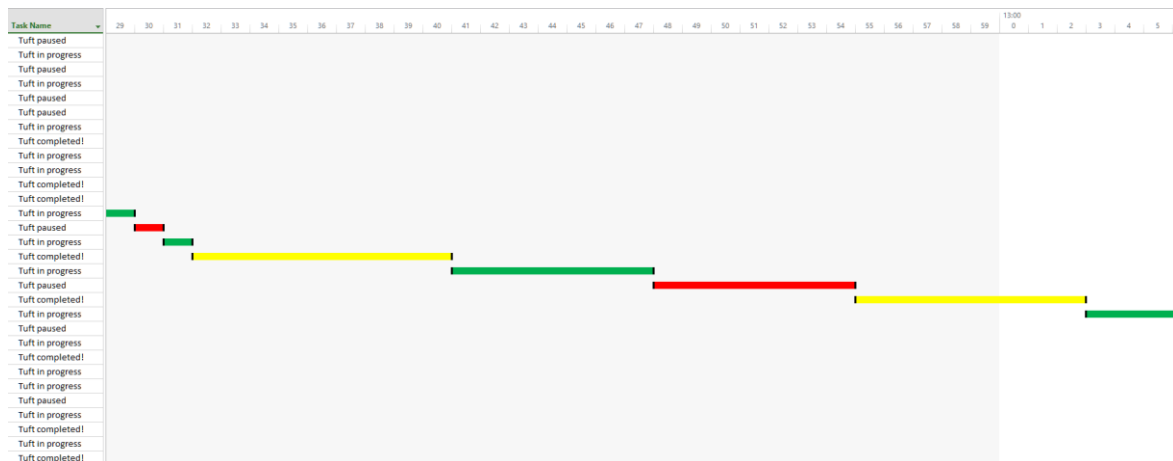 13:00
Task Name 29 30 31 32 33 34 35 36 37 38 39 40 41 42 43 44 45 46 47 48 49 50 51 52 53 54 55 56 57 58 59 0 1 2 3 4 5
Tuft paused
Tuft in progress
Tuft paused
Tuft in progress
Tuft paused
Tuft paused
Tuft in progress
Tuft completed!
Tuft in progress
Tuft in progress
Tuft completed!
Tuft completed!
Tuft in progress
Tuft paused
Tuft in progress
Tuft completed!
Tuft in progress
Tuft paused
Tuft completed!
Tuft in progress
Tuft paused
Tuft in progress
Tuft completed!
Tuft in progress
Tuft in progress
Tuft paused
Tuft in progress
Tuft completed!
Tuft in progress
Tuft completed!